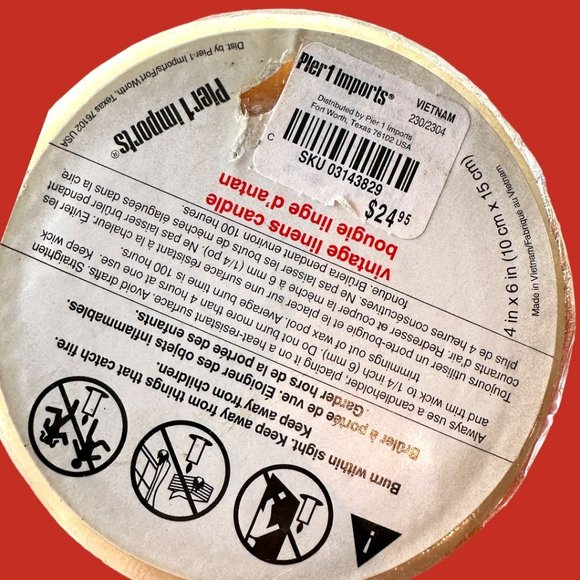 Pier 1 imports®
VIETNAM
230/2304
Distributed by Pier 1 Imports
Fort Worth, Texas 76102 USA
C
SKU 03143829
$24.95
Pier 1 imports®
Dist. by Pier 1 Imports/Fort Worth, Texas 76102 USA
4 in x 6 in (10 cm x 15 cm)
Made in Vietnam/Fabriqué au Vietnam
vintage linens candle
bougie linge d'antan
Always use a candleholder, placing it on a heat-resistant surface. Avoid drafts. Straighten
and trim wick to 1/4 inch (6 mm). Do not burn more than 4 hours at one use. Keep wick
trimmings out of wax pool. Average burn time is 100 hours.
Toujours utiliser un porte-bougie et le placer sur une surface résistant à la chaleur. Éviter les
courants d'air. Redresser et couper la mèche à 6 mm (1/4 po). Ne pas laisser brûler pendant
plus de 4 heures consécutives. Ne pas laisser de mèches élaguées dans la cire
fondue. Brûlera pendant environ 100 heures.
Burn within sight. Keep away from things that catch fire.
Keep away from children.
Brûler à portée de vue. Éloigner des objets inflammables.
Garder hors de la portée des enfants.